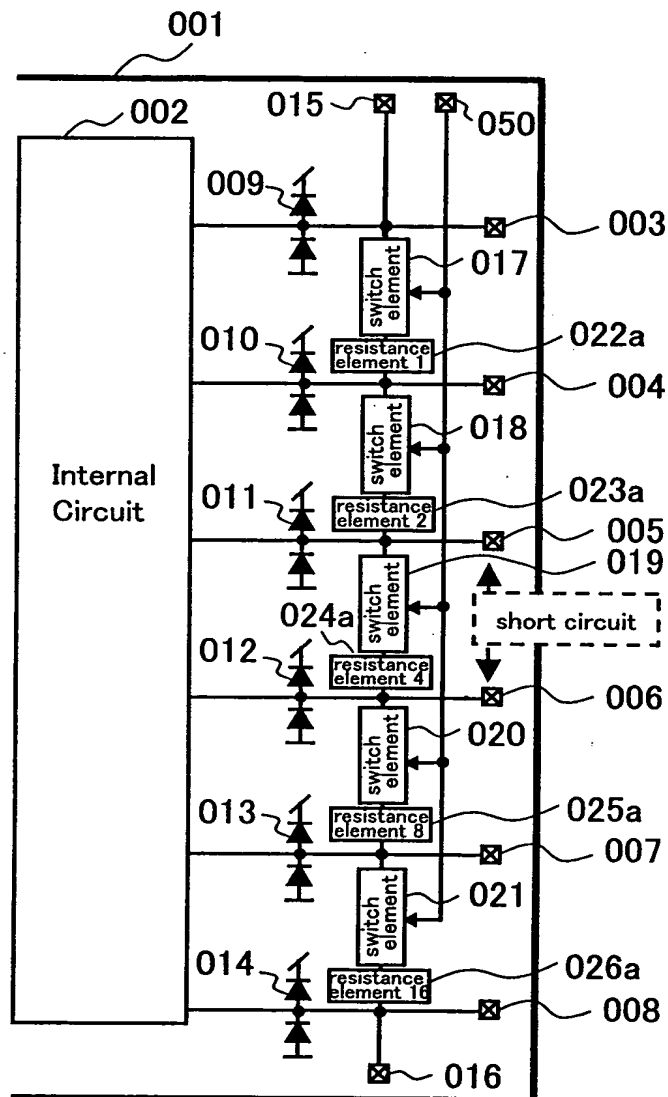 001
015
050
002
009
003
switch element
017
010
resistance element 1
022a
004
switch element
018
Internal Circuit
011
resistance element 2
023a
005
switch element
019
short circuit
024a
012
resistance element 4
006
switch element
020
013
resistance element 8
025a
007
switch element
021
014
resistance element 16
026a
008
016